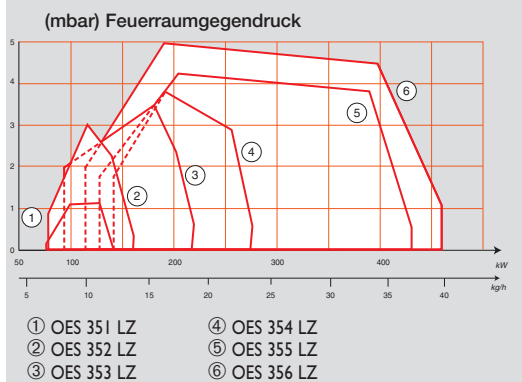 (mbar) Feuerraumgegendruck
5
4
3
2
1
0
1 2 3 4 5 6
50 100 200 300 400 kW
5 10 15 20 25 30 35 40 kg/h
① OES 351 LZ
② OES 352 LZ
③ OES 353 LZ
④ OES 354 LZ
⑤ OES 355 LZ
⑥ OES 356 LZ